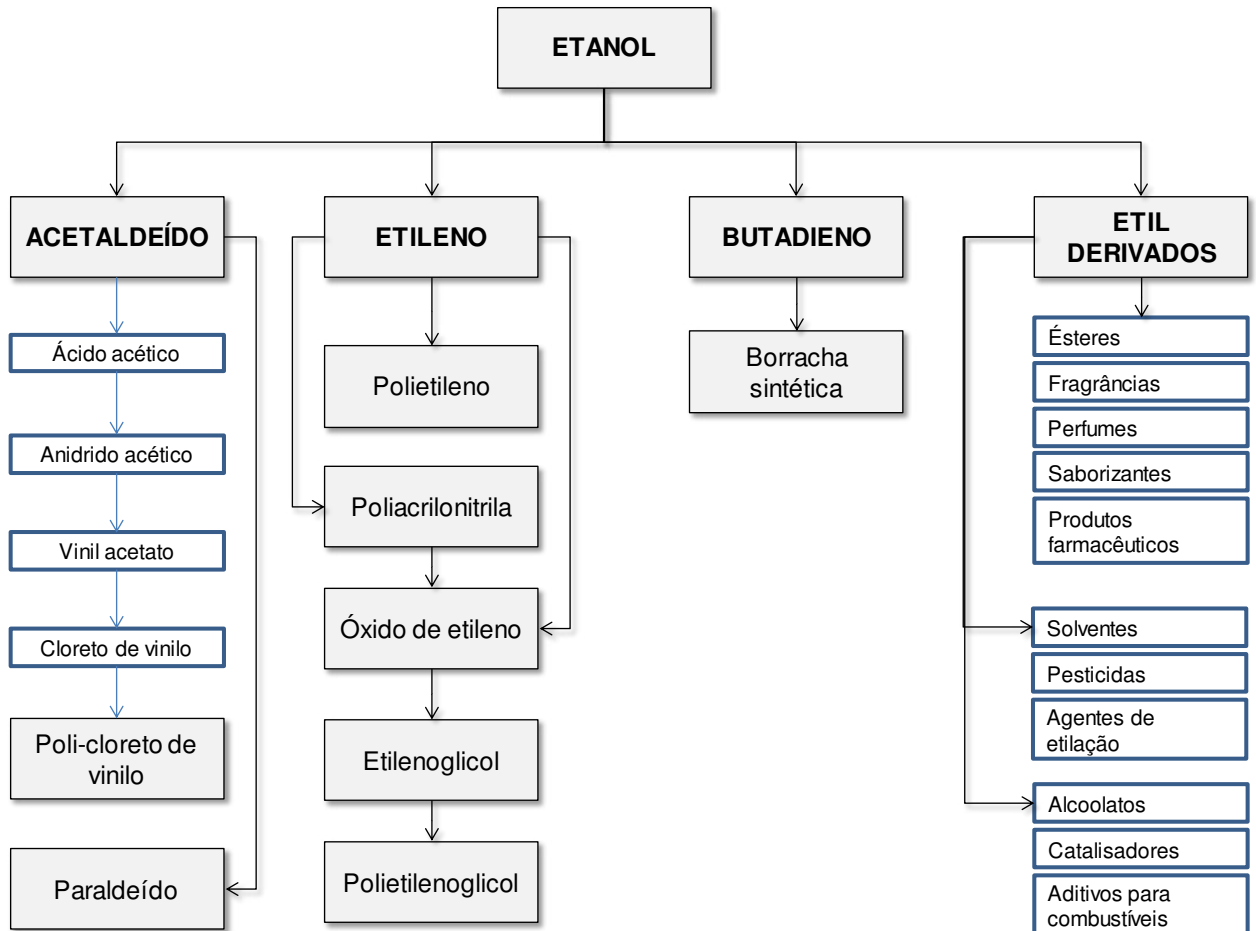 ETANOL
ACETALDEÍDO
ETILENO
BUTADIENO
ETIL
DERIVADOS
Ácido acético
Anidrido acético
Vinil acetato
Cloreto de vinilo
Poli-cloreto de
vinilo
Paraldeído
Polietileno
Poliacrilonitrila
Óxido de etileno
Etilenoglicol
Polietilenoglicol
Borracha
sintética
Ésteres
Fragrâncias
Perfumes
Saborizantes
Produtos
farmacêuticos
Solventes
Pesticidas
Agentes de
etilação
Alcoolatos
Catalisadores
Aditivos para
combustíveis